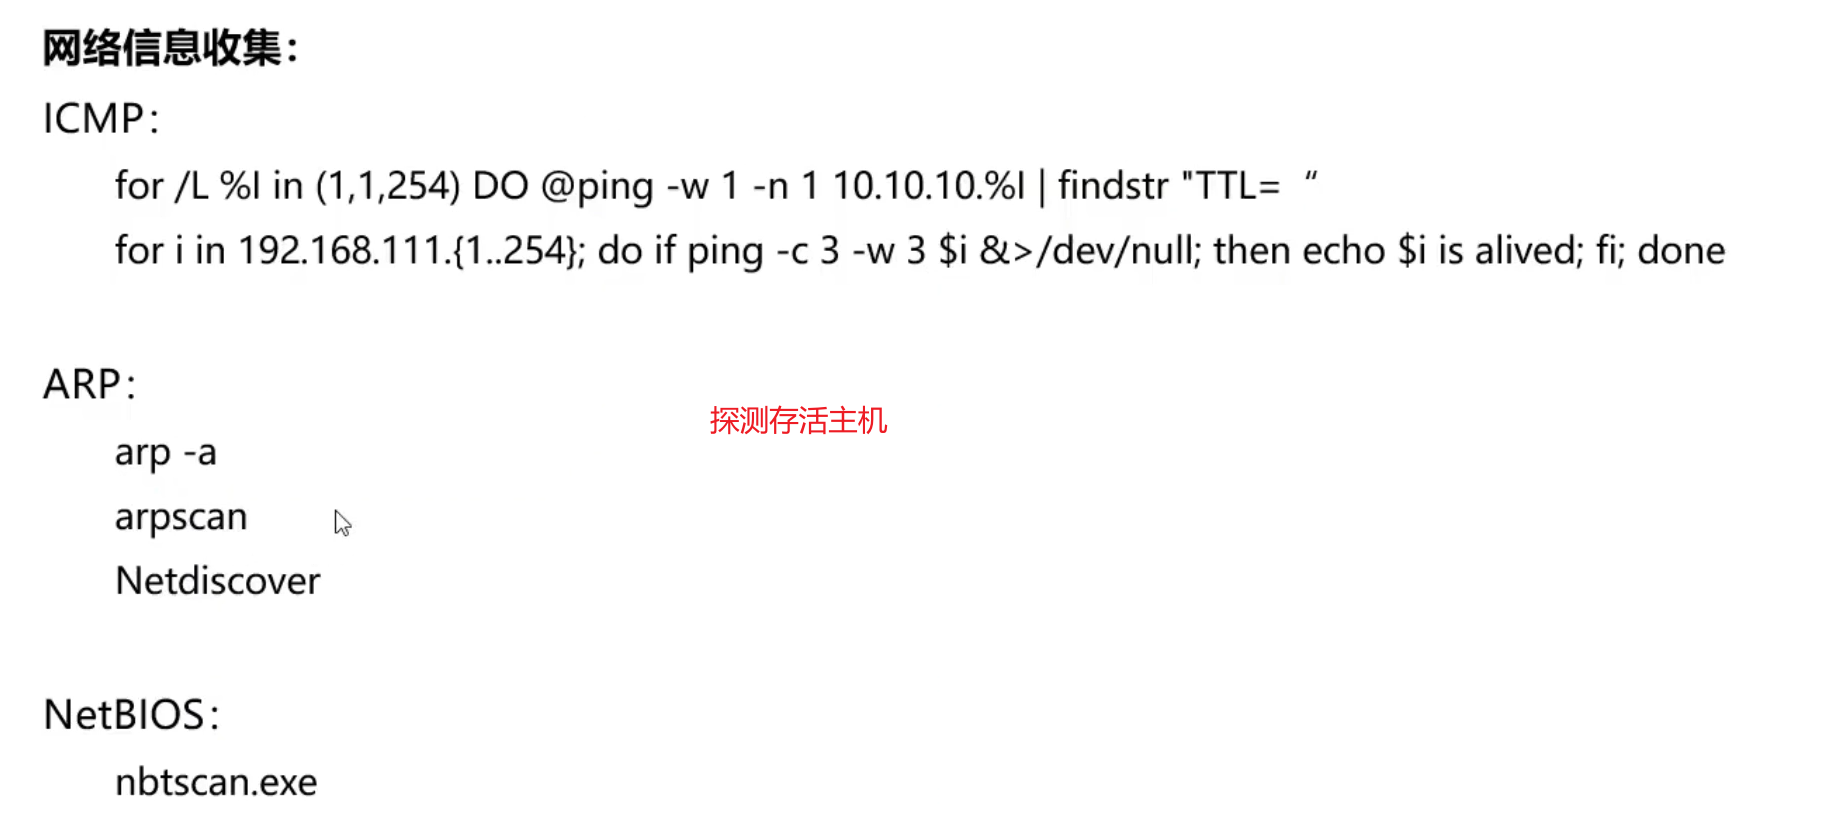 网络信息收集：
ICMP：
for /L %I in (1,1,254) DO @ping -w 1 -n 1 10.10.10.%I | findstr "TTL= “
for i in 192.168.111.{1..254}; do if ping -c 3 -w 3 $i &>/dev/null; then echo $i is alived; fi; done
ARP：
探测存活主机
arp -a
arpscan
Netdiscover
NetBIOS：
nbtscan.exe